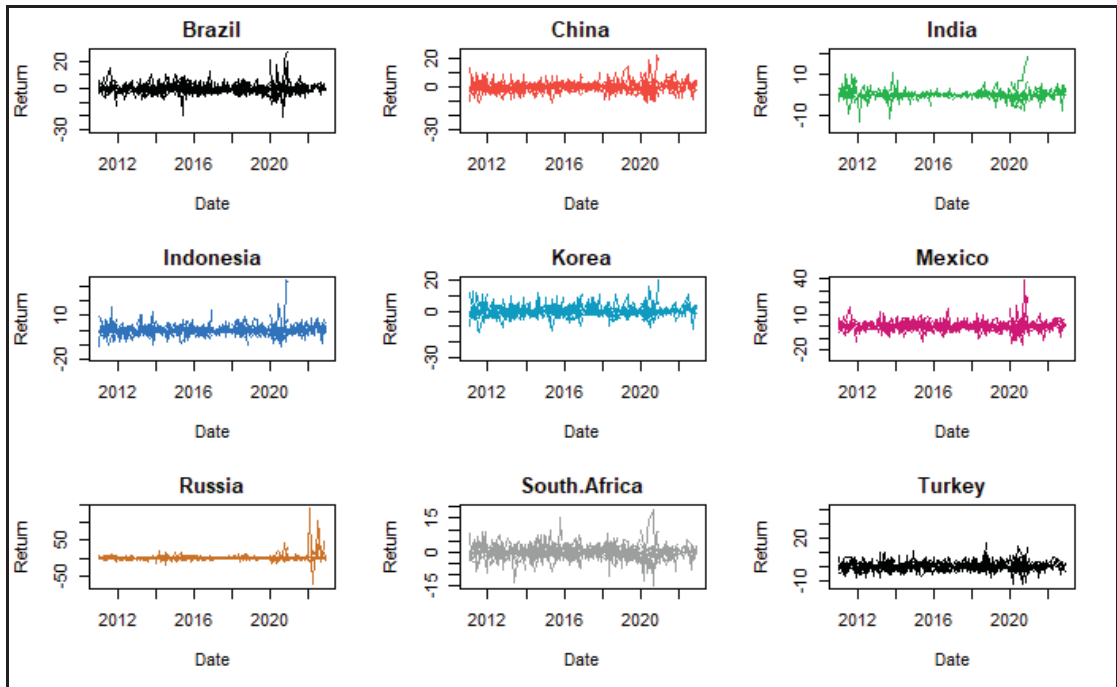 Brazil
China
India
Return
20
0
-30
2012
2016
2020
Date
Return
20
0
-30
2012
2016
2020
Date
Return
10
-10
2012
2016
2020
Date
Indonesia
Korea
Mexico
Return
10
-20
2012
2016
2020
Date
Return
20
0
-30
2012
2016
2020
Date
Return
40
10
-20
2012
2016
2020
Date
Russia
South.Africa
Turkey
Return
50
-50
2012
2016
2020
Date
Return
15
0
-15
2012
2016
2020
Date
Return
20
-10
2012
2016
2020
Date